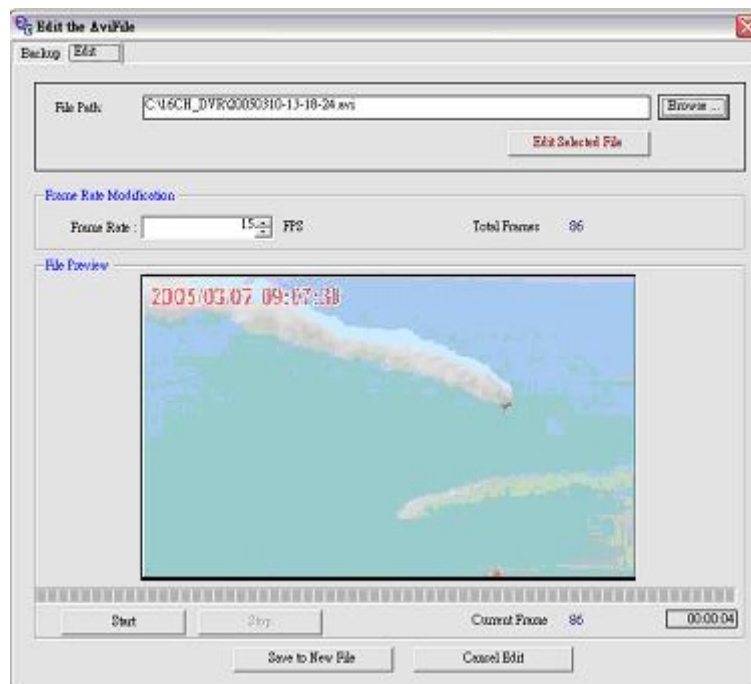 Edit the AviFile
Backup Edit
File Path: C:\16CH_DVR\20050310-13-18-24.avi Browse ...
Edit Selected File
Frame Rate Modification
Frame Rate : 15 FPS Total Frames 86
File Preview
2005/03/07 09:07:38
Start Stop Current Frame 86 00:00:04
Save to New File Cancel Edit